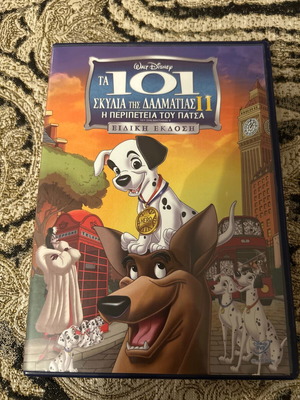 Walt Disney
ΤΑ 101
ΣΚΥΛΙΑ ΤΗΣ ΔΑΛΜΑΤΙΑΣ II
Η ΠΕΡΙΠΕΤΕΙΑ ΤΟΥ ΠΑΤΣΑ
ΕΙΔΙΚΗ ΕΚΔΟΣΗ